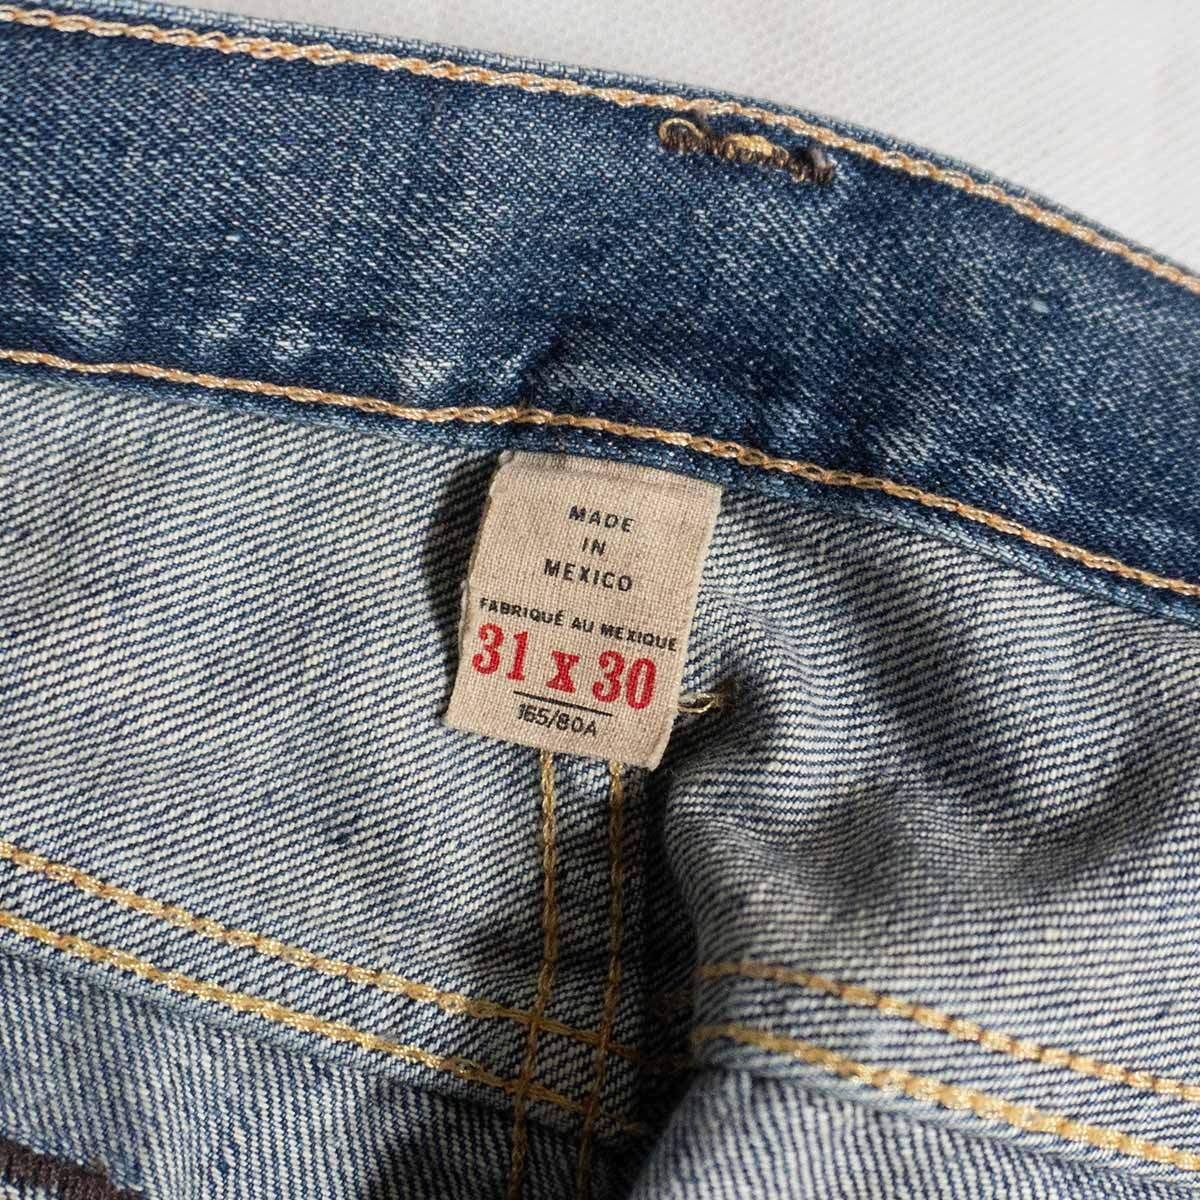 MADE
IN
MEXICO
FABRIQUÉ AU MEXIQUE
31 x 30
165/80A